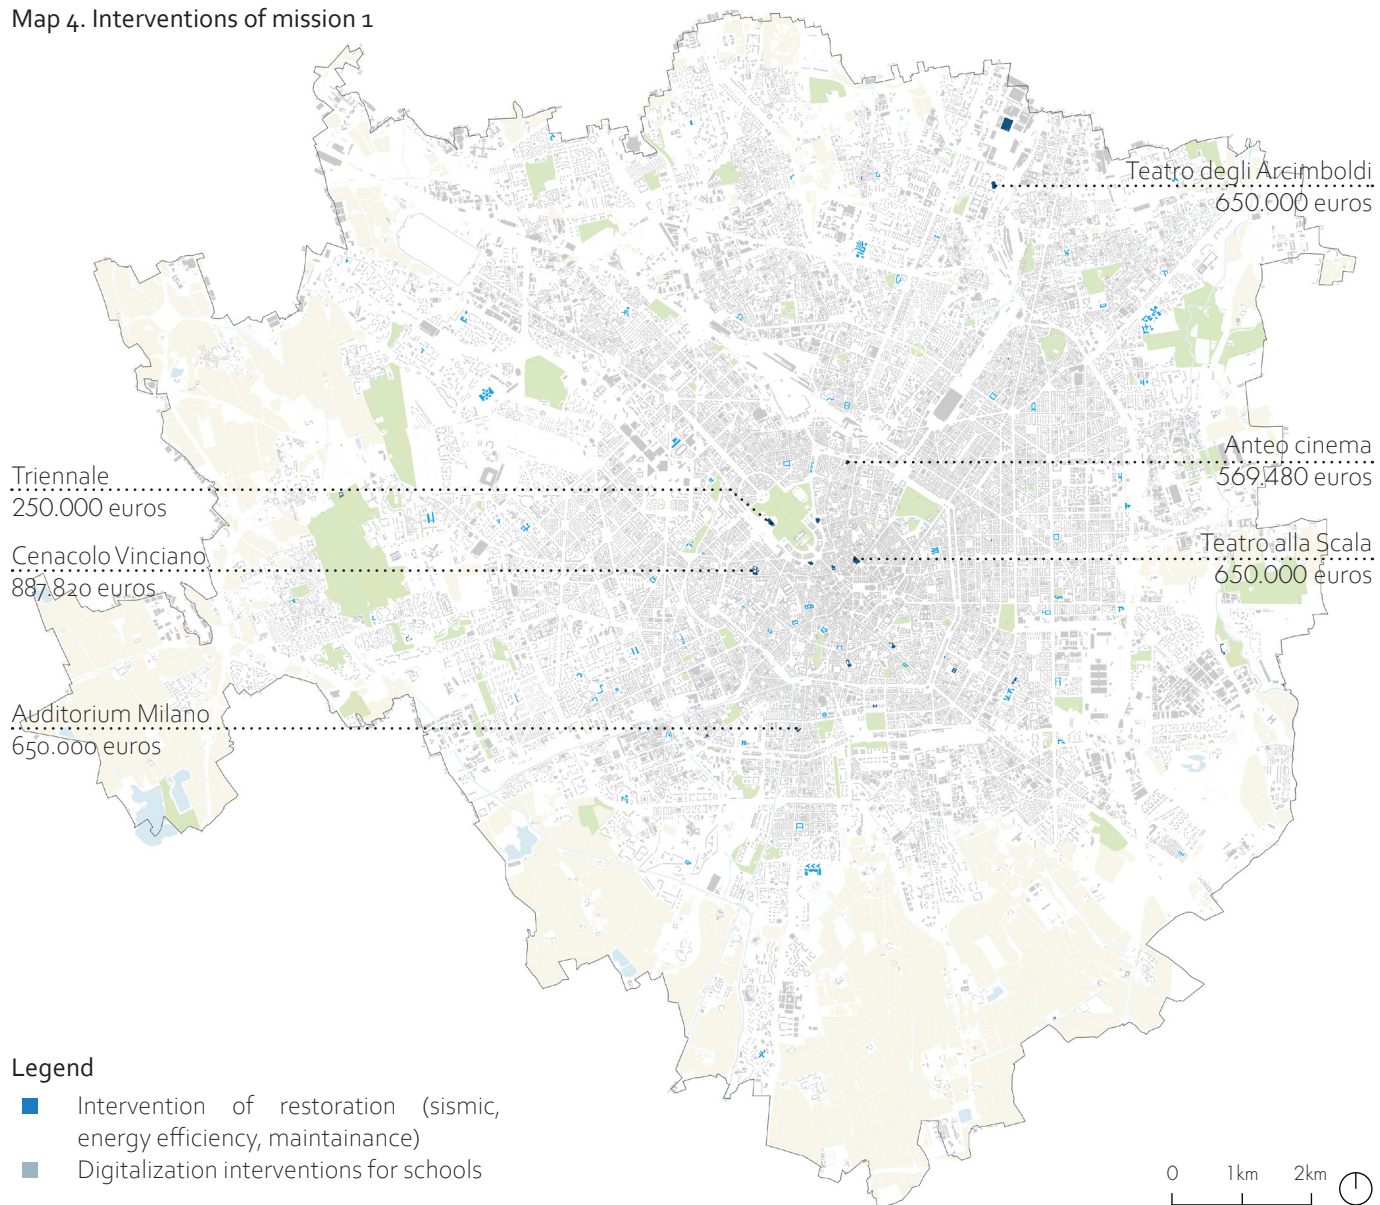 Map 4. Interventions of mission 1
Teatro degli Arcimboldi
650.000 euros
Anteo cinema
569.480 euros
Triennale
250.000 euros
Teatro alla Scala
650.000 euros
Cenacolo Vinciano
887.820 euros
Auditorium Milano
650.000 euros
Legend
Intervention of restoration (sismic,
energy efficiency, maintainance)
Digitalization interventions for schools
0 1km 2km